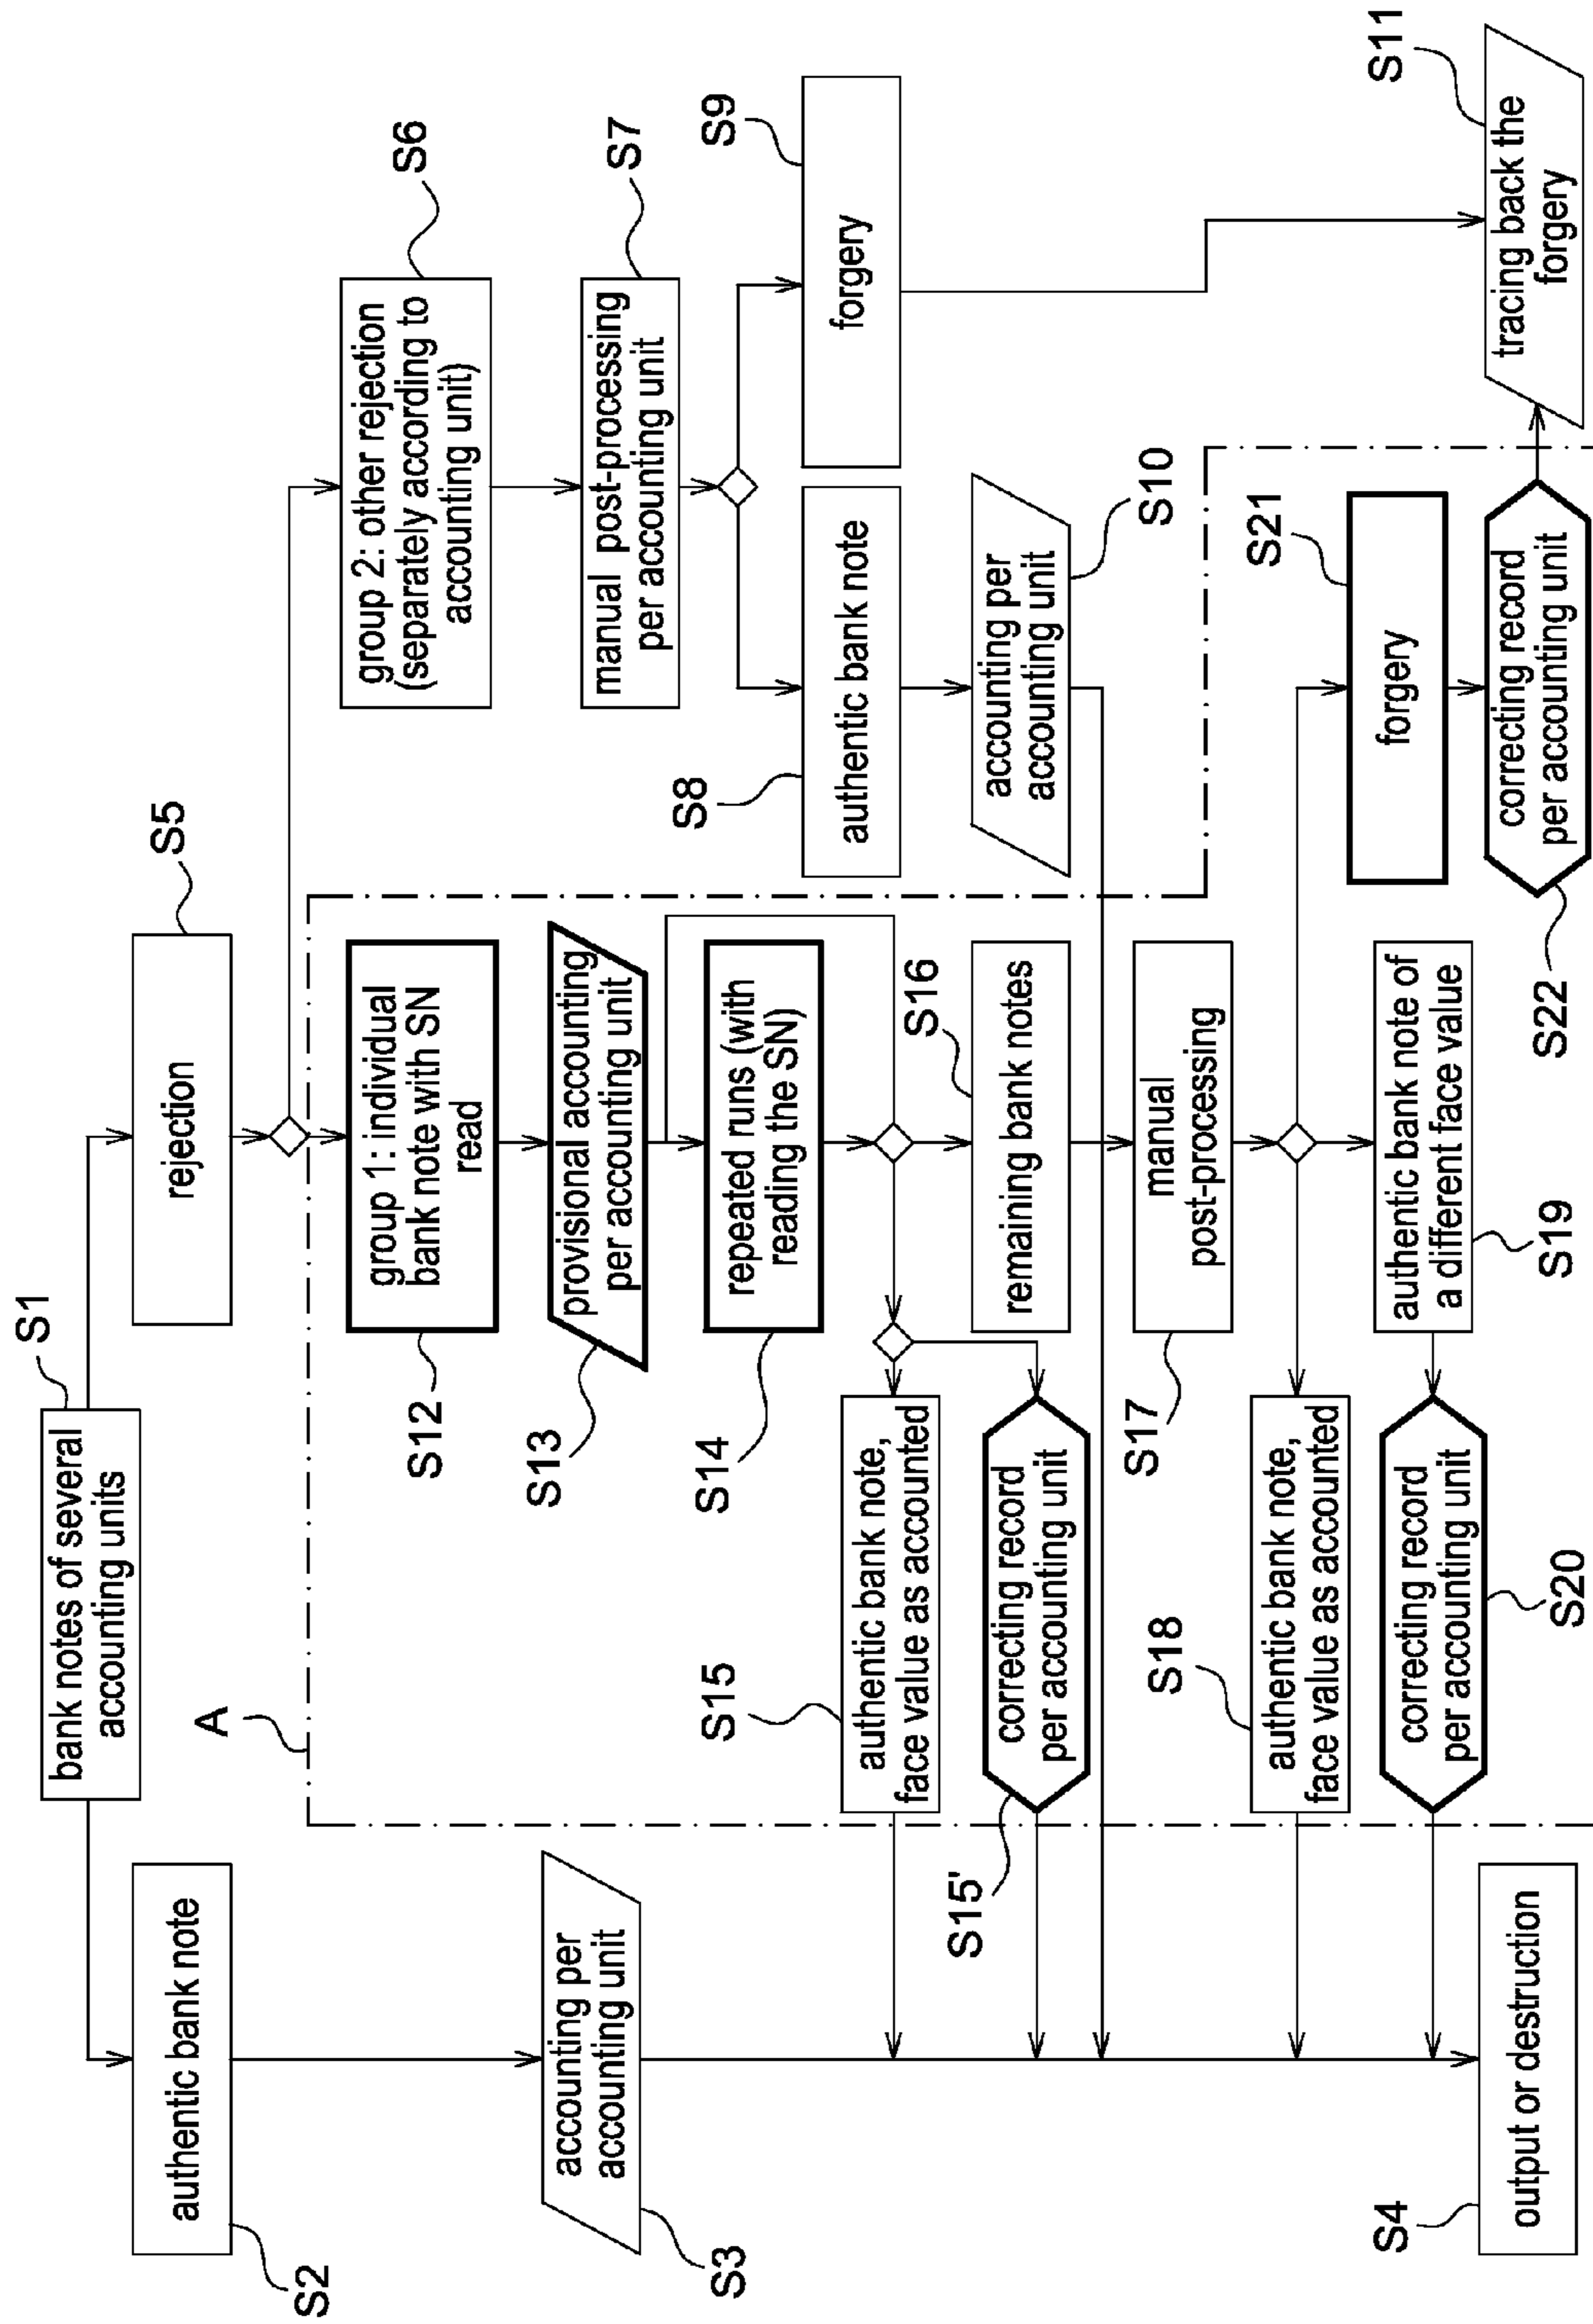 S1
bank notes of several
accounting units
S2
authentic bank note
S5
rejection
A
S6
group 2: other rejection
(separately according to
accounting unit)
S12
group 1: individual
bank note with SN
read
S3
accounting per
accounting unit
S13
provisional accounting
per accounting unit
S7
manual post-processing
per accounting unit
S14
repeated runs (with
reading the SN)
S8
authentic bank note
S9
forgery
S15
authentic bank note,
face value as accounted
S15'
correcting record
per accounting unit
S16
remaining bank notes
S10
accounting per
accounting unit
S17
manual
post-processing
S18
authentic bank note,
face value as accounted
S21
forgery
S20
correcting record
per accounting unit
S19
authentic bank note of
a different face value
S4
output or destruction
S22
correcting record
per accounting unit
S11
tracing back the
forgery